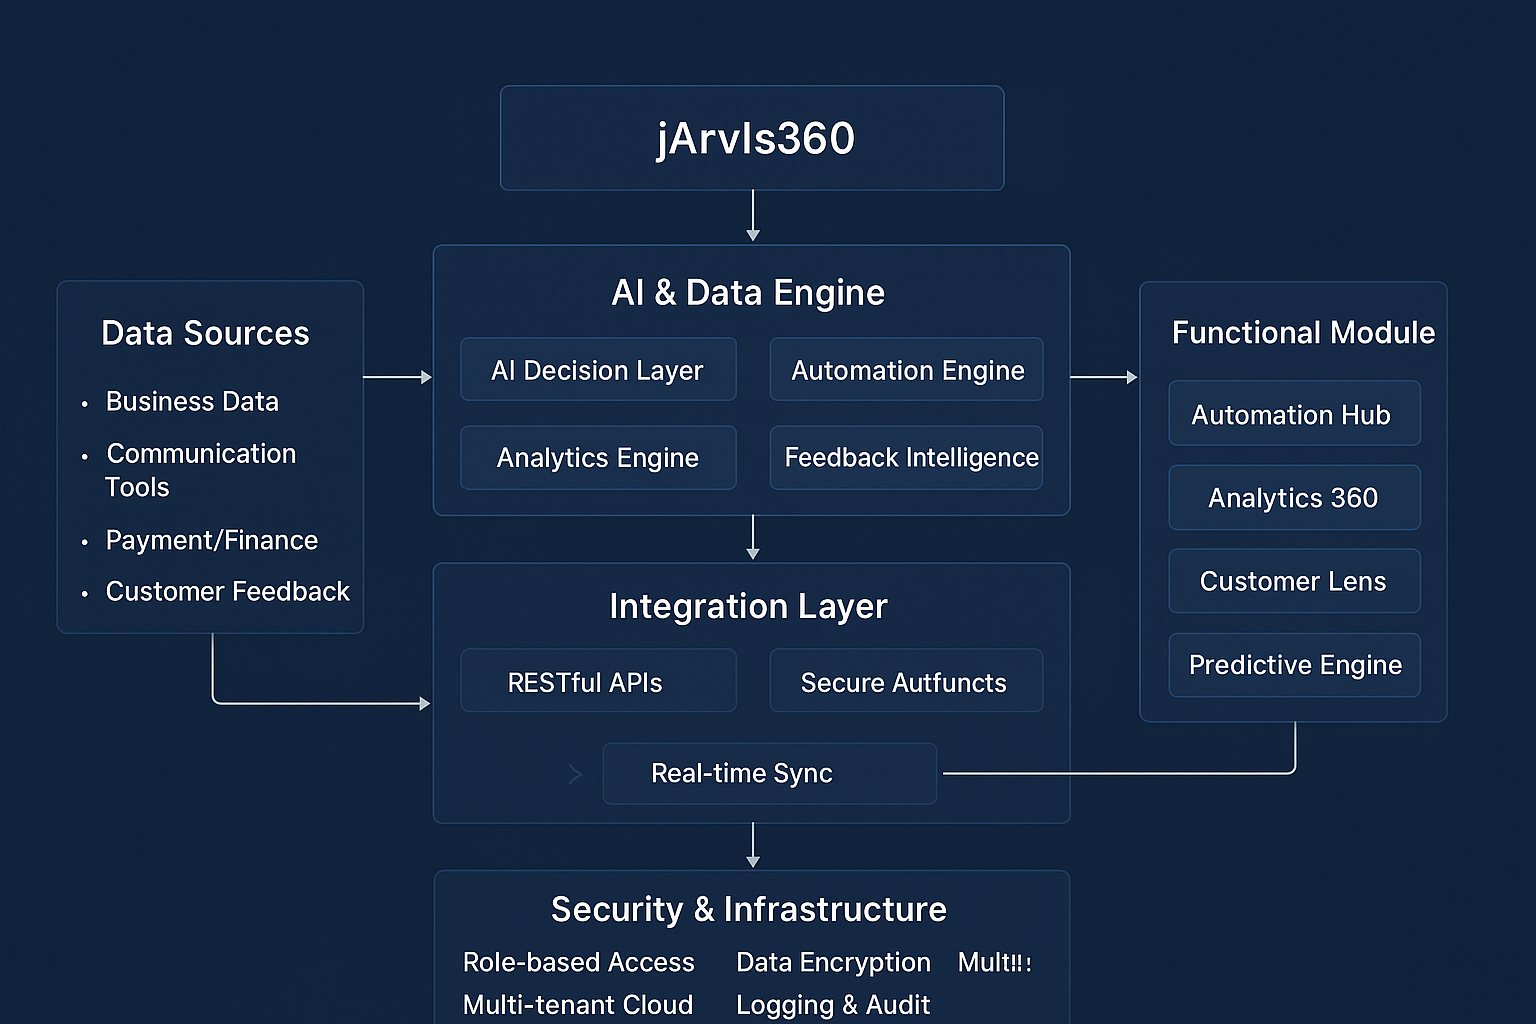 jArvIs360
AI & Data Engine
AI Decision Layer
Automation Engine
Analytics Engine
Feedback Intelligence
Data Sources
• Business Data
• Communication
Tools
• Payment/Finance
• Customer Feedback
Functional Module
Automation Hub
Analytics 360
Customer Lens
Predictive Engine
Integration Layer
RESTful APIs
Secure Autfuncts
Real-time Sync
Security & Infrastructure
Role-based Access
Data Encryption
Multi-tenant Cloud
Logging & Audit